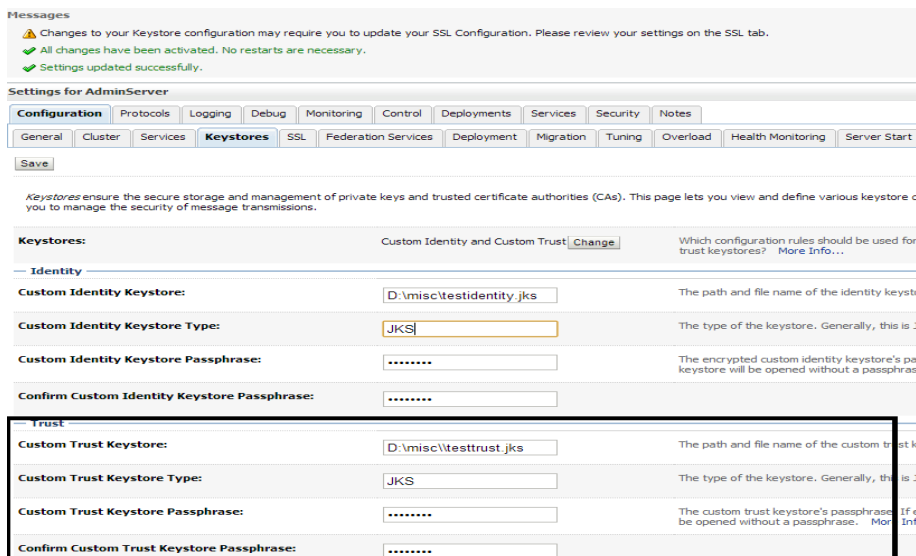 Messages
Changes to your Keystore configuration may require you to update your SSL Configuration. Please review your settings on the SSL tab.
All changes have been activated. No restarts are necessary.
Settings updated successfully.
Settings for AdminServer
Configuration Protocols Logging Debug Monitoring Control Deployments Services Security Notes
General Cluster Services Keystores SSL Federation Services Deployment Migration Tuning Overload Health Monitoring Server Start
Save
Keystores ensure the secure storage and management of private keys and trusted certificate authorities (CAs). This page lets you view and define various keystore
you to manage the security of message transmissions.
Keystores: Custom Identity and Custom Trust Change Which configuration rules should be used for
trust keystores? More Info...
Identity
Custom Identity Keystore: D:\misc\testidentity.jks The path and file name of the identity
Custom Identity Keystore Type: JKS The type of the keystore. Generally, this is
Custom Identity Keystore Passphrase: •••••••• The encrypted custom identity keystore's
keystore will be opened without a
Confirm Custom Identity Keystore Passphrase: ••••••••
Trust
Custom Trust Keystore: D:\misc\\testtrust.jks The path and file name of the custom trust
Custom Trust Keystore Type: JKS The type of the keystore. Generally, this is
Custom Trust Keystore Passphrase: •••••••• The custom trust keystore's passphrase. If
be opened without a passphrase. More
Confirm Custom Trust Keystore Passphrase: ••••••••